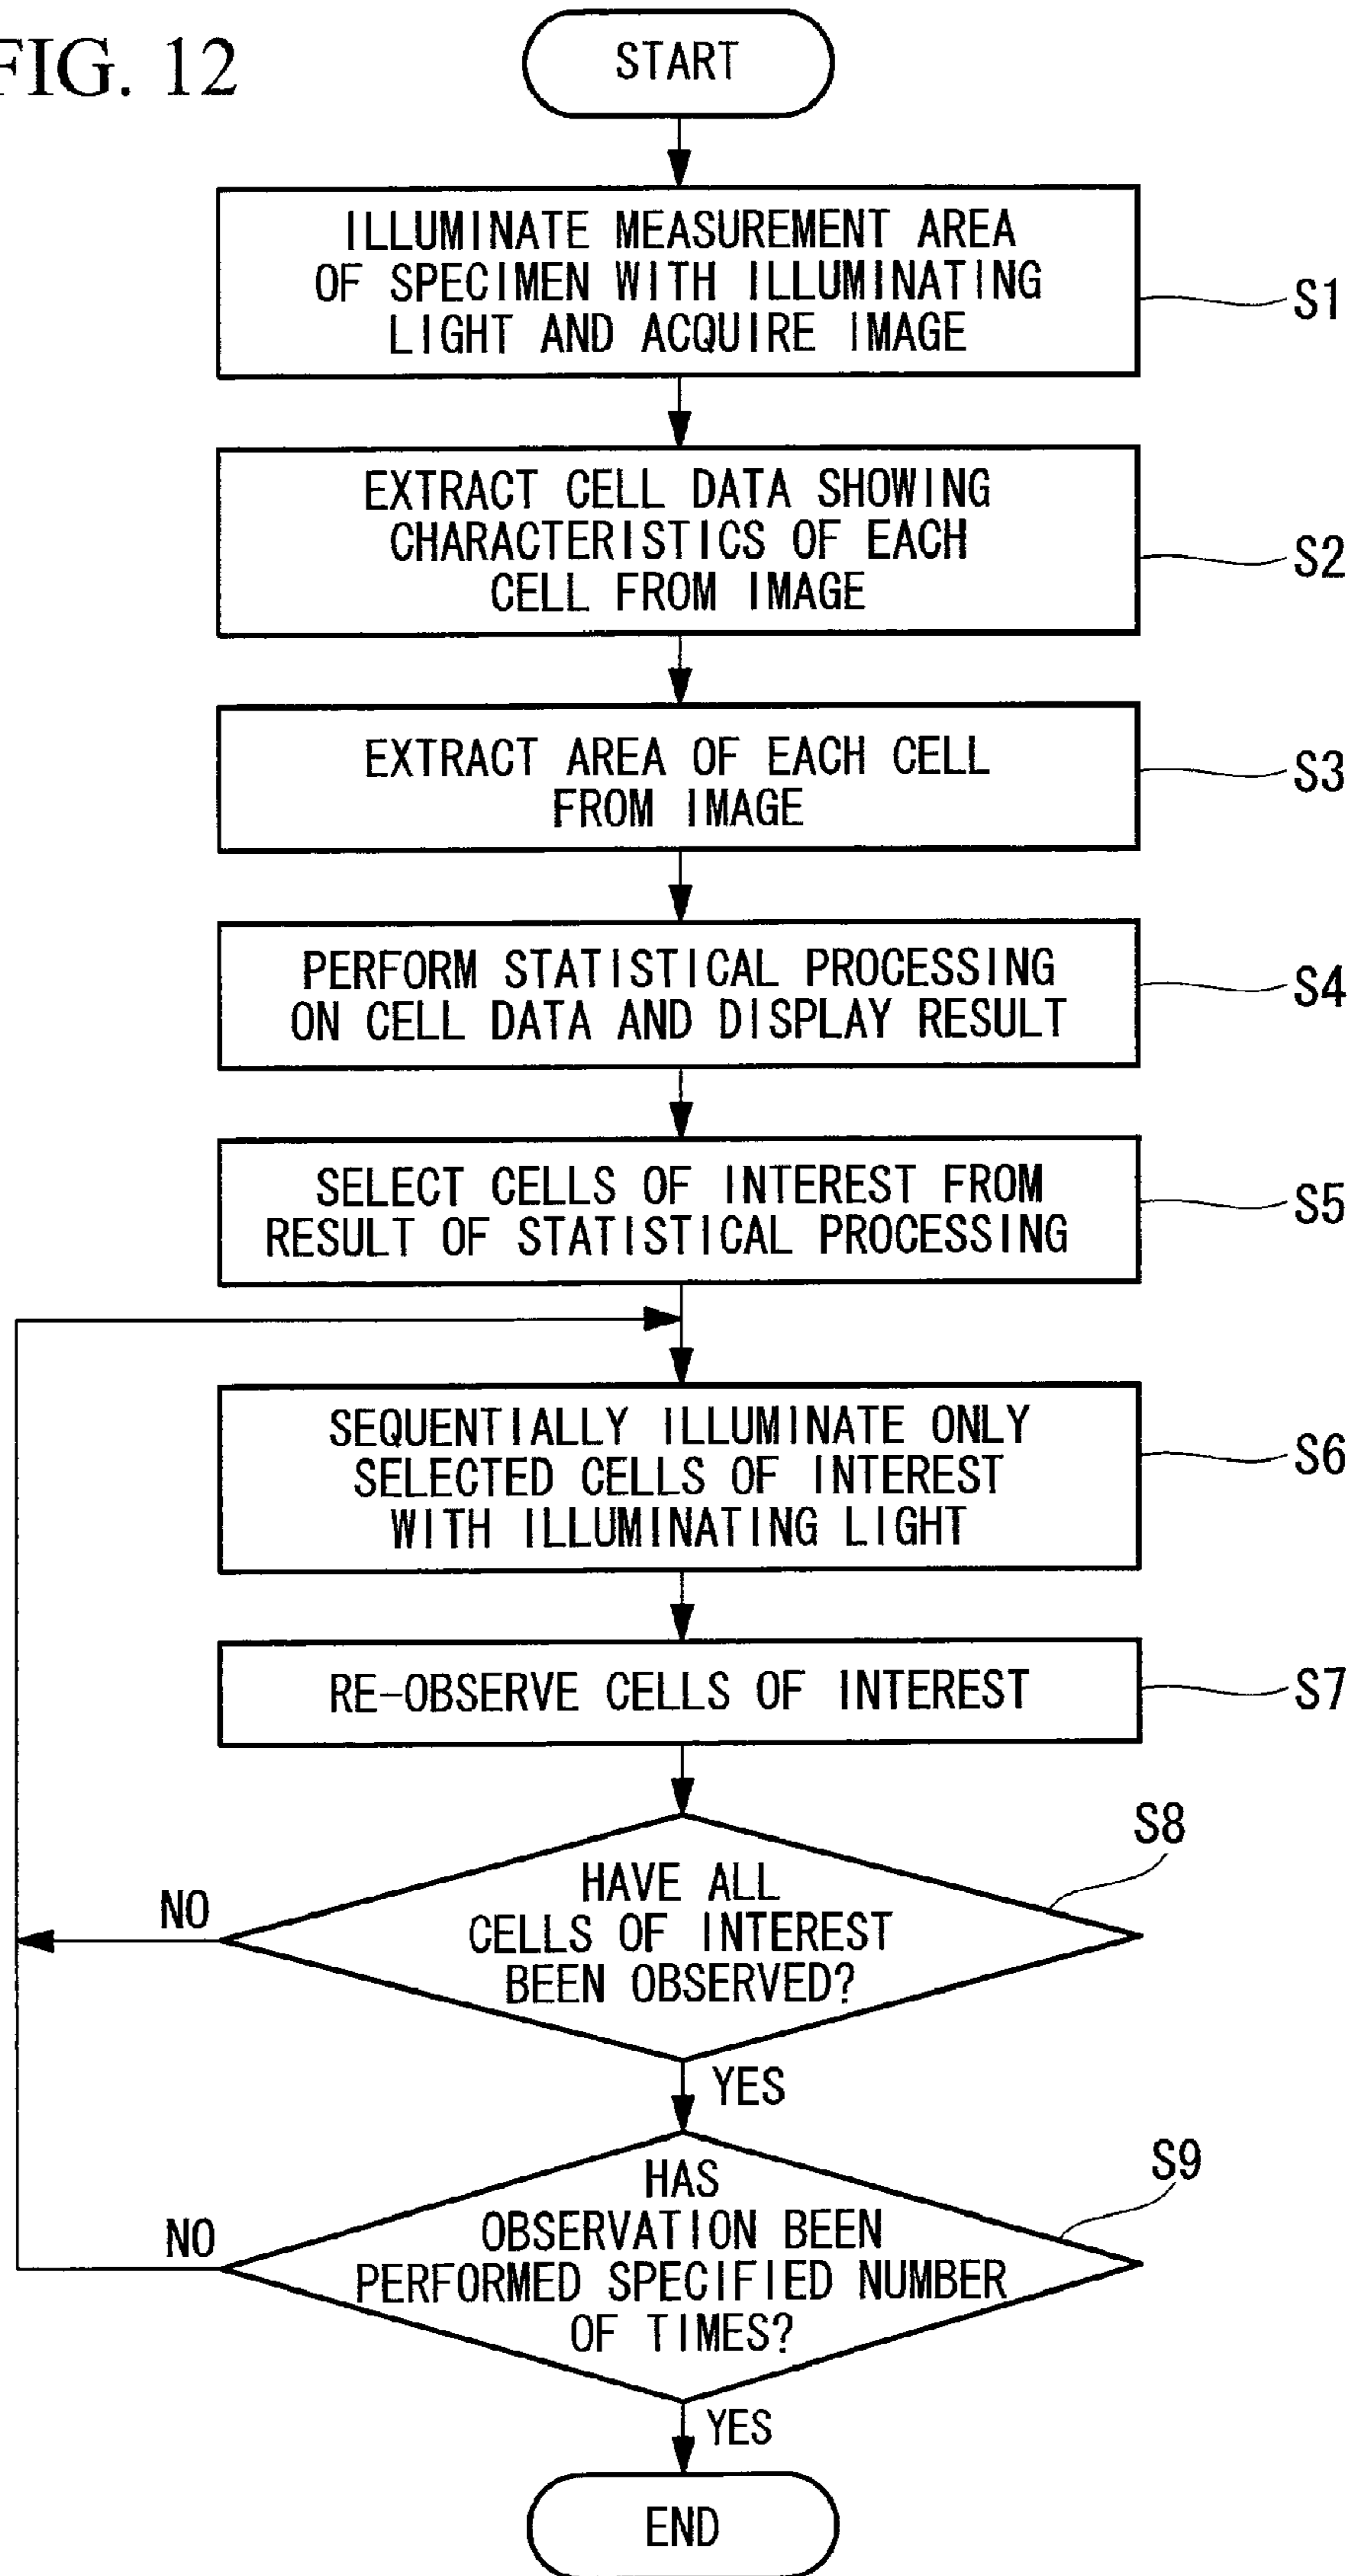 FIG. 12
START
ILLUMINATE MEASUREMENT AREA
OF SPECIMEN WITH ILLUMINATING
LIGHT AND ACQUIRE IMAGE
S1
EXTRACT CELL DATA SHOWING
CHARACTERISTICS OF EACH
CELL FROM IMAGE
S2
EXTRACT AREA OF EACH CELL
FROM IMAGE
S3
PERFORM STATISTICAL PROCESSING
ON CELL DATA AND DISPLAY RESULT
S4
SELECT CELLS OF INTEREST FROM
RESULT OF STATISTICAL PROCESSING
S5
SEQUENTIALLY ILLUMINATE ONLY
SELECTED CELLS OF INTEREST
WITH ILLUMINATING LIGHT
S6
RE-OBSERVE CELLS OF INTEREST
S7
S8
HAVE ALL
CELLS OF INTEREST
BEEN OBSERVED?
NO
YES
S9
HAS
OBSERVATION BEEN
PERFORMED SPECIFIED NUMBER
OF TIMES?
NO
YES
END